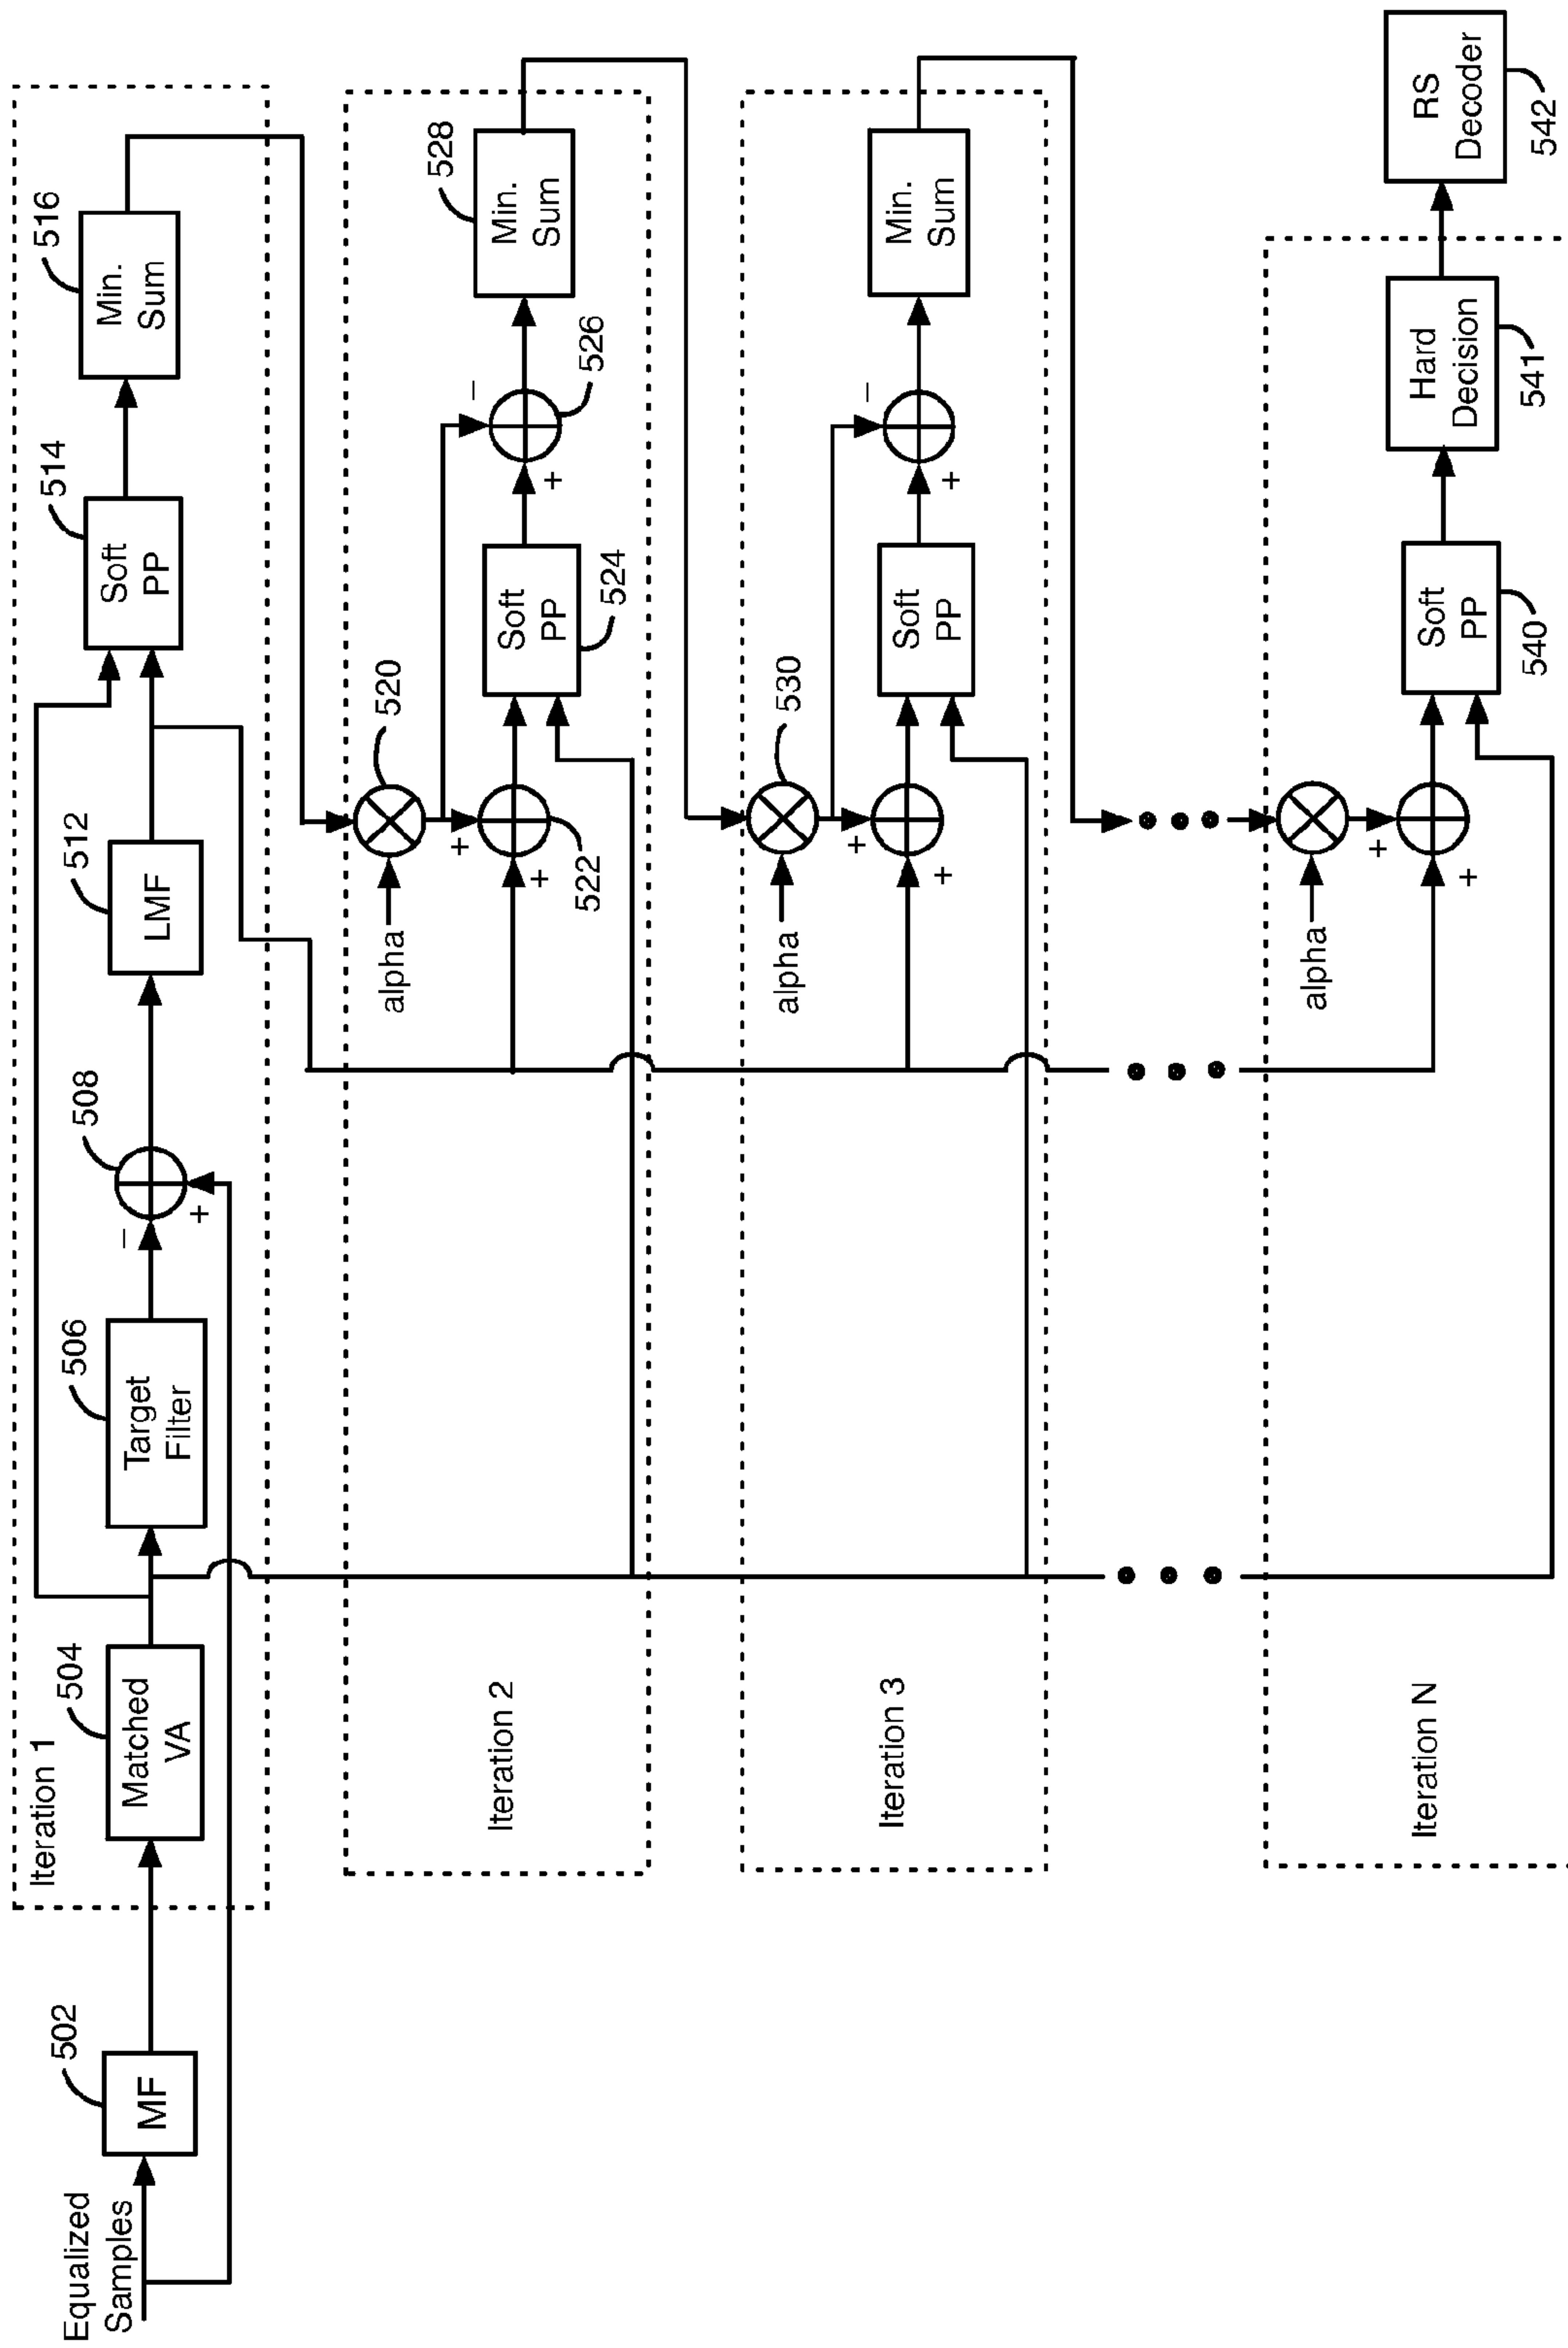 Equalized
Samples
502
MF
Iteration 1
504
Matched
VA
506
Target
Filter
508
–
+
512
LMF
514
Soft
PP
516
Min.
Sum
Iteration 2
alpha
520
+
+
522
Soft
PP
524
–
+
526
528
Min.
Sum
Iteration 3
alpha
530
+
+
Soft
PP
–
+
Min.
Sum
Iteration N
alpha
+
+
Soft
PP
540
Hard
Decision
541
RS
Decoder
542